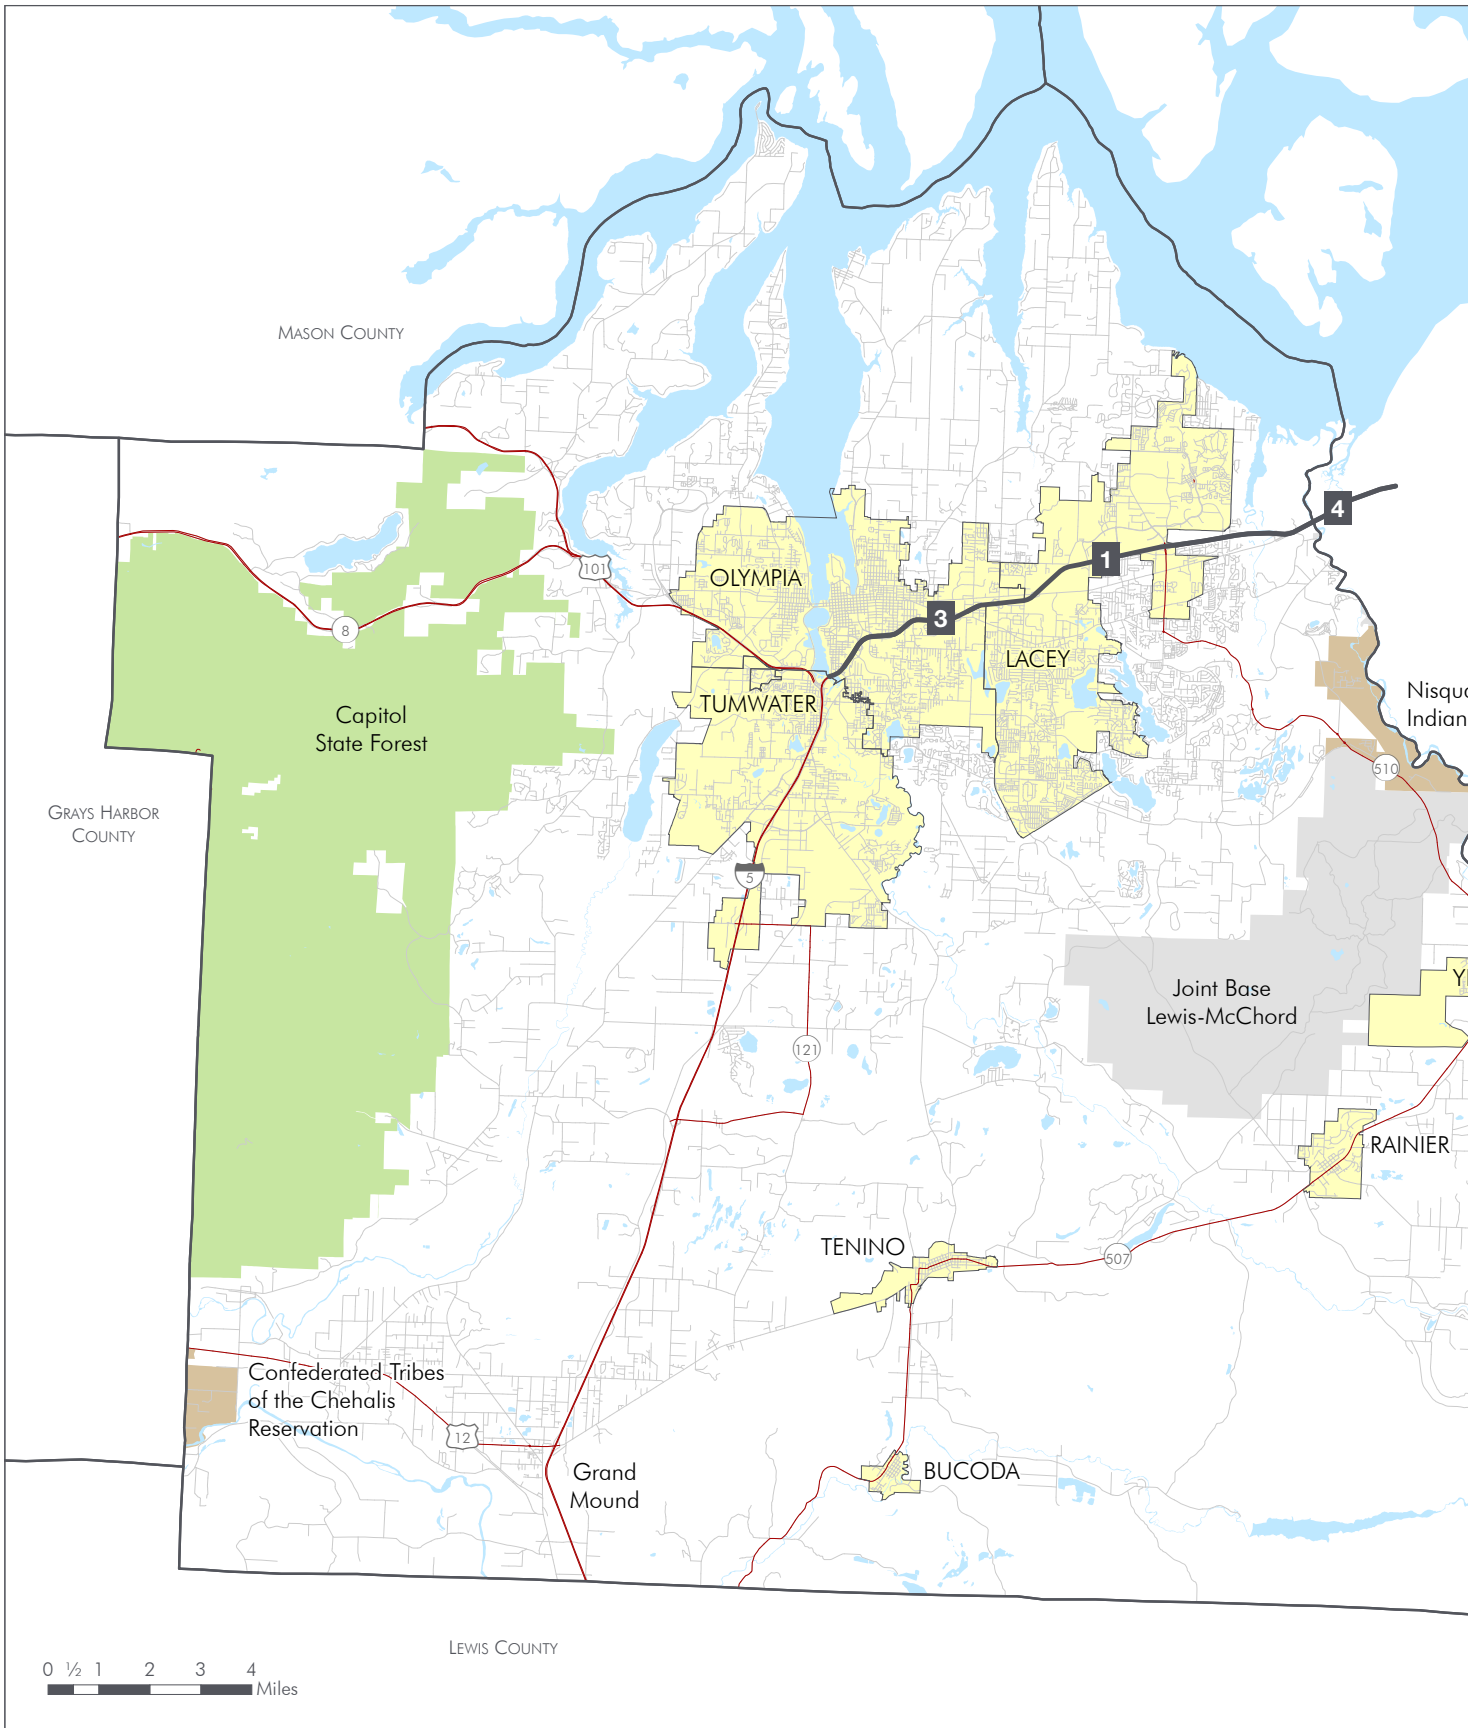 MASON COUNTY
4
1
101
OLYMPIA
8
3
LACEY
Nisqu
Indian
TUMWATER
Capitol
State Forest
510
GRAYS HARBOR
COUNTY
5
Y
Joint Base
Lewis-McChord
121
RAINIER
TENINO
507
Confederated Tribes
of the Chehalis
Reservation
12
Grand
Mound
BUCODA
LEWIS COUNTY
0 ½ 1 2 3 4
Miles